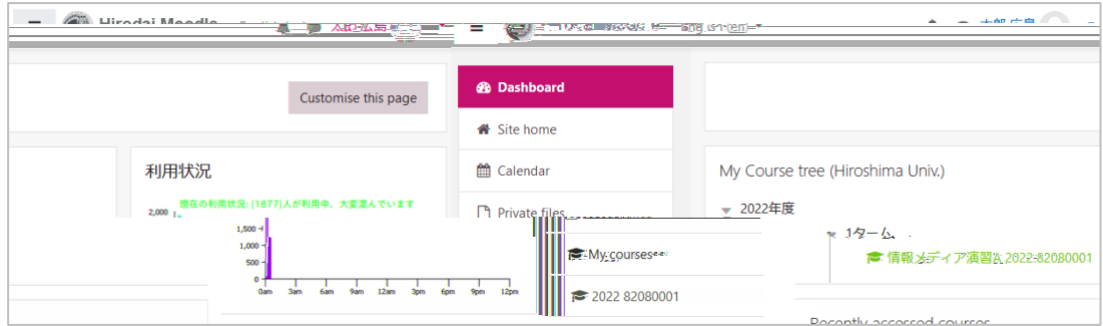 Hirodai Moodle
Customise this page
利用状況
現在の利用状況: [1877]人が利用中、大変混んでいます
2,000
1,500
1,000
500
0
0am 3am 6am 9am 12am 3pm 6pm 9pm 12pm
Dashboard
Site home
Calendar
Private files
My courses
2022 82080001
My Course tree (Hiroshima Univ.)
2022年度
1ターム
情報メディア演習A 2022-82080001
Recently accessed courses